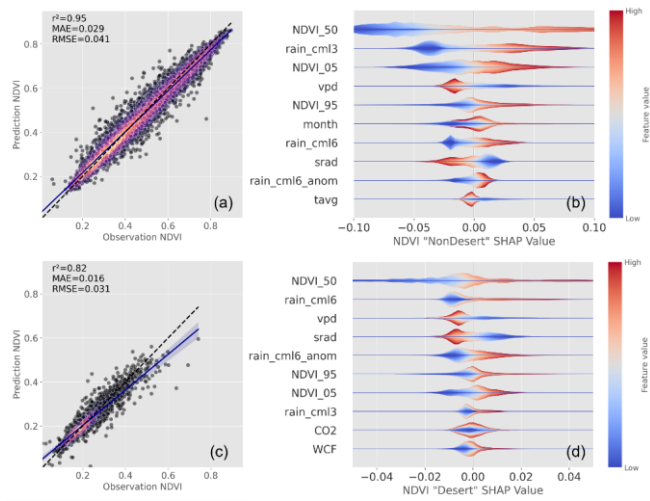 r²=0.95
MAE=0.029
RMSE=0.041
0.8
0.6
0.4
0.2
Prediction NDVI
0.2 0.4 0.6 0.8
Observation NDVI
(a)
NDVI_50
rain_cml3
NDVI_05
vpd
NDVI_95
month
rain_cml6
srad
rain_cml6_anom
tavg
−0.10 −0.05 0.00 0.05 0.10
NDVI "NonDesert" SHAP Value
(b)
High
Feature value
Low
r²=0.82
MAE=0.016
RMSE=0.031
0.8
0.6
0.4
0.2
Prediction NDVI
0.2 0.4 0.6 0.8
Observation NDVI
(c)
NDVI_50
rain_cml6
vpd
srad
rain_cml6_anom
NDVI_95
NDVI_05
rain_cml3
CO2
WCF
−0.04 −0.02 0.00 0.02 0.04
NDVI "Desert" SHAP Value
(d)
High
Feature value
Low